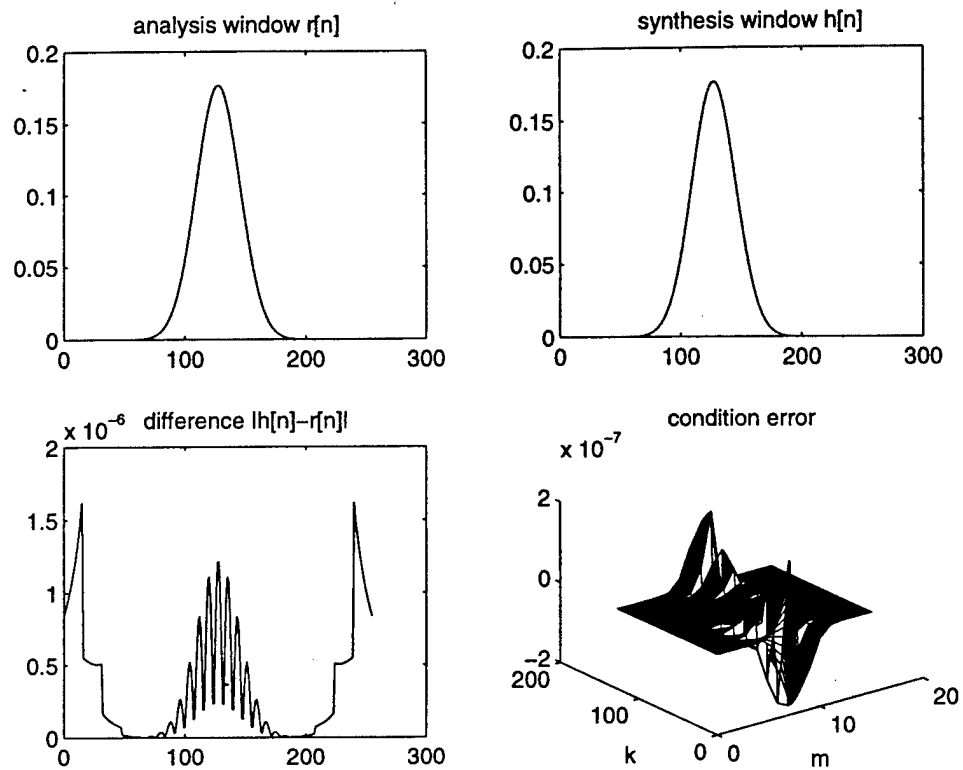 analysis window r[n]
0.2
0.15
0.1
0.05
0
0 100 200 300
synthesis window h[n]
0.2
0.15
0.1
0.05
0
0 100 200 300
x 10⁻⁶ difference |h[n]−r[n]|
2
1.5
1
0.5
0
0 100 200 300
condition error
x 10⁻⁷
2
0
−2
200
100
0
k
0
10
20
m